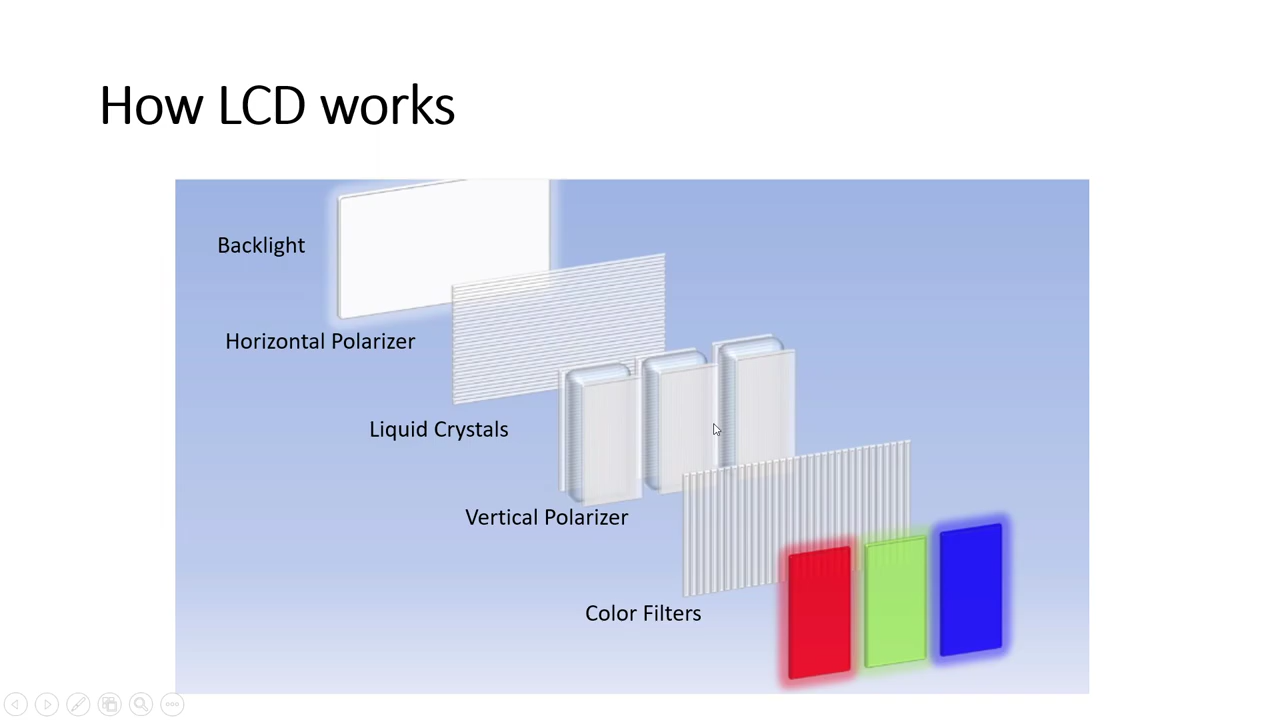 How LCD works
Backlight
Horizontal Polarizer
Liquid Crystals
Vertical Polarizer
Color Filters